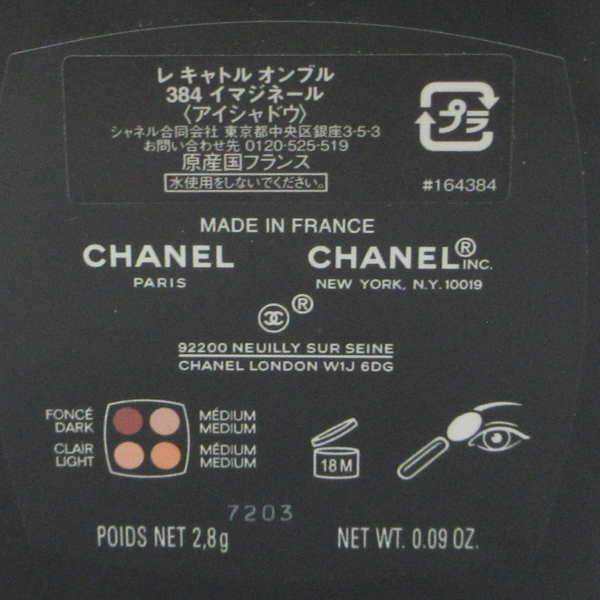 レ キャトル オンブル
384 イマジネール
〈アイシャドウ〉
シャネル合同会社 東京都中央区銀座3-5-3
お問い合わせ先 0120-525-519
原産国フランス
水使用をしないでください。
プラ
#164384
MADE IN FRANCE
CHANEL
PARIS
CHANEL® INC.
NEW YORK, N.Y. 10019
®
92200 NEUILLY SUR SEINE
CHANEL LONDON W1J 6DG
FONCÉ
DARK
MÉDIUM
MEDIUM
CLAIR
LIGHT
MÉDIUM
MEDIUM
18 M
7203
POIDS NET 2,8 g
NET WT. 0.09 OZ.